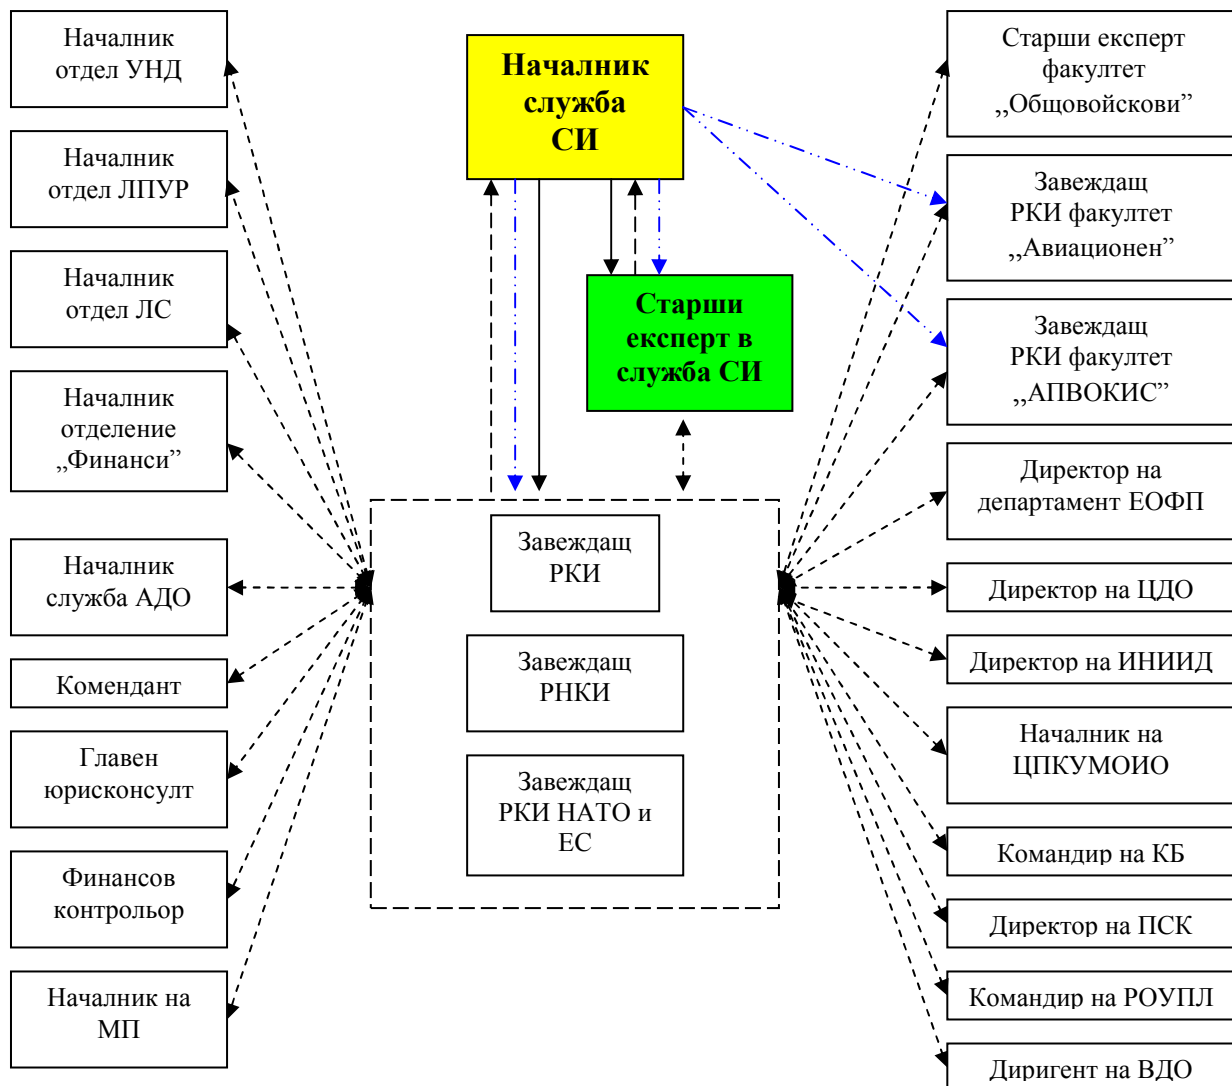 Началник
отдел УНД
Началник
отдел ЛПУР
Началник
отдел ЛС
Началник
отделение
„Финанси”
Началник
служба АДО
Комендант
Главен
юрисконсулт
Финансов
контрольор
Началник на
МП
Началник
служба
СИ
Старши
експерт в
служба СИ
Завеждащ
РКИ
Завеждащ
РНКИ
Завеждащ
РКИ НАТО и
ЕС
Старши експерт
факултет
„Общовойскови”
Завеждащ
РКИ факултет
„Авиационен”
Завеждащ
РКИ факултет
„АПВОКИС”
Директор на
департамент ЕОФП
Директор на ЦДО
Директор на ИНИИД
Началник на
ЦПКУМОИО
Командир на КБ
Директор на ПСК
Командир на РОУПЛ
Диригент на ВДО